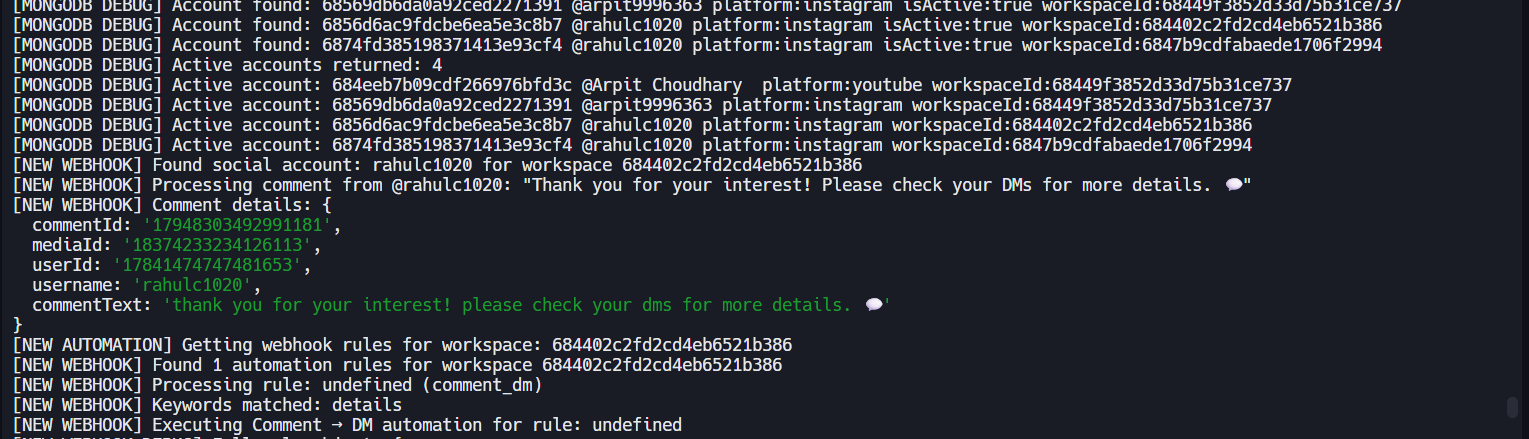 [MONGODB DEBUG] Account found: 68569db6da0a92ced2271391 @arpit9996363 platform:instagram isActive:true workspaceId:68449f3852d33d75b31ce737
[MONGODB DEBUG] Account found: 6856d6ac9fdcbe6ea5e3c8b7 @rahulc1020 platform:instagram isActive:true workspaceId:684402c2fd2cd4eb6521b386
[MONGODB DEBUG] Account found: 6874fd385198371413e93cf4 @rahulc1020 platform:instagram isActive:true workspaceId:6847b9cdfabaede1706f2994
[MONGODB DEBUG] Active accounts returned: 4
[MONGODB DEBUG] Active account: 684eeb7b09cdf266976bfd3c @Arpit Choudhary  platform:youtube workspaceId:68449f3852d33d75b31ce737
[MONGODB DEBUG] Active account: 68569db6da0a92ced2271391 @arpit9996363 platform:instagram workspaceId:68449f3852d33d75b31ce737
[MONGODB DEBUG] Active account: 6856d6ac9fdcbe6ea5e3c8b7 @rahulc1020 platform:instagram workspaceId:684402c2fd2cd4eb6521b386
[MONGODB DEBUG] Active account: 6874fd385198371413e93cf4 @rahulc1020 platform:instagram workspaceId:6847b9cdfabaede1706f2994
[NEW WEBHOOK] Found social account: rahulc1020 for workspace 684402c2fd2cd4eb6521b386
[NEW WEBHOOK] Processing comment from @rahulc1020: "Thank you for your interest! Please check your DMs for more details. 💬"
[NEW WEBHOOK] Comment details: {
  commentId: '17948303492991181',
  mediaId: '18374233234126113',
  userId: '17841474747481653',
  username: 'rahulc1020',
  commentText: 'thank you for your interest! please check your dms for more details. 💬'
}
[NEW AUTOMATION] Getting webhook rules for workspace: 684402c2fd2cd4eb6521b386
[NEW WEBHOOK] Found 1 automation rules for workspace 684402c2fd2cd4eb6521b386
[NEW WEBHOOK] Processing rule: undefined (comment_dm)
[NEW WEBHOOK] Keywords matched: details
[NEW WEBHOOK] Executing Comment → DM automation for rule: undefined